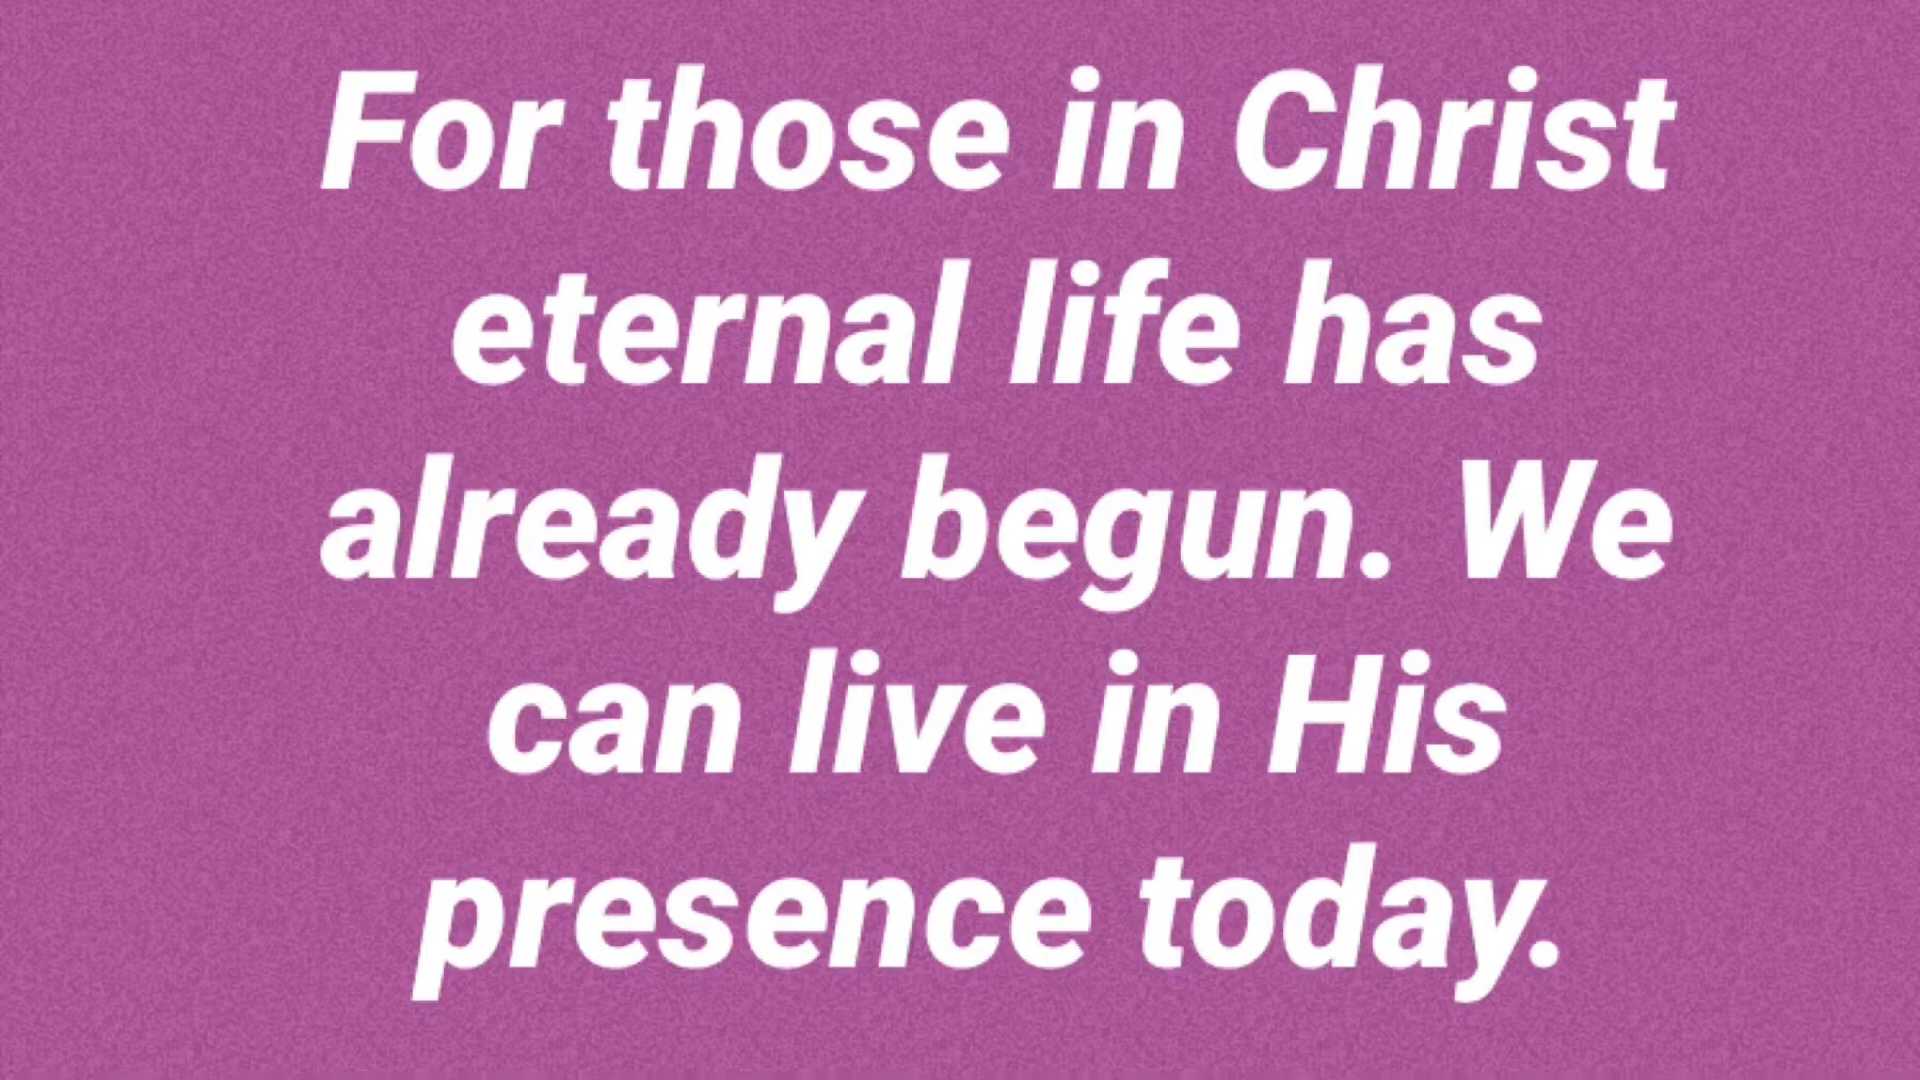 For those in Christ
eternal life has
already begun. We
can live in His
presence today.